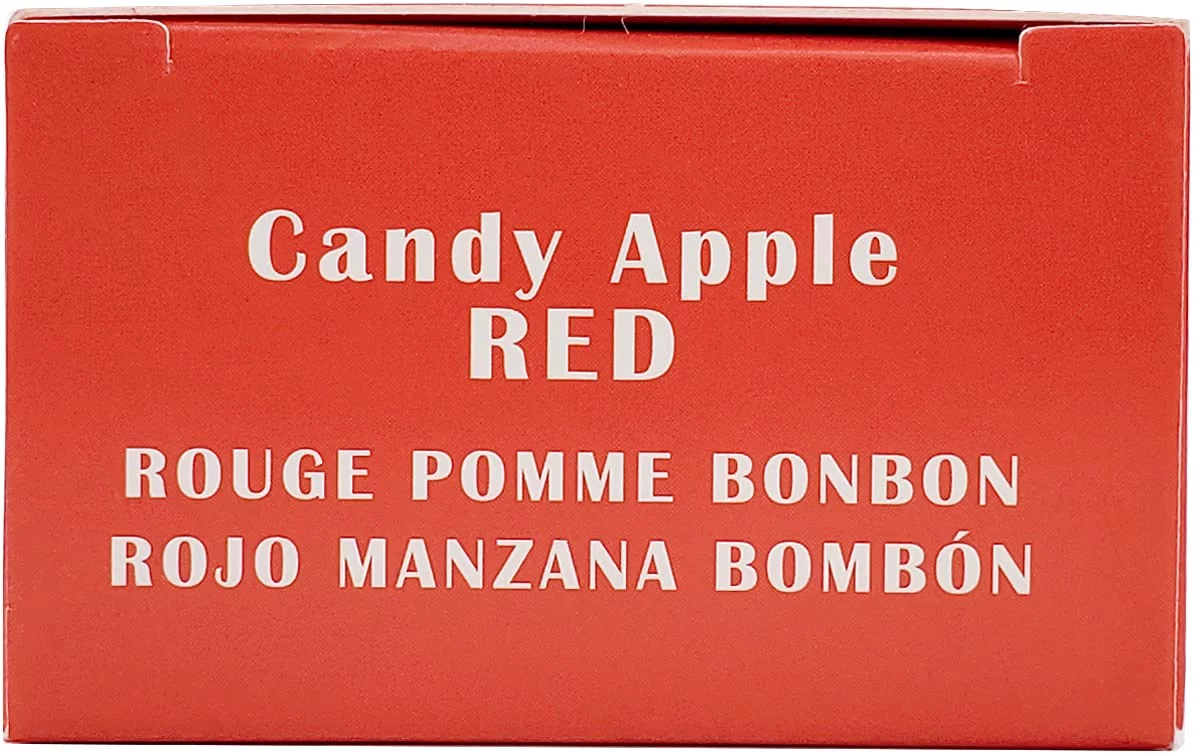 Candy Apple
RED
ROUGE POMME BONBON
ROJO MANZANA BOMBÓN